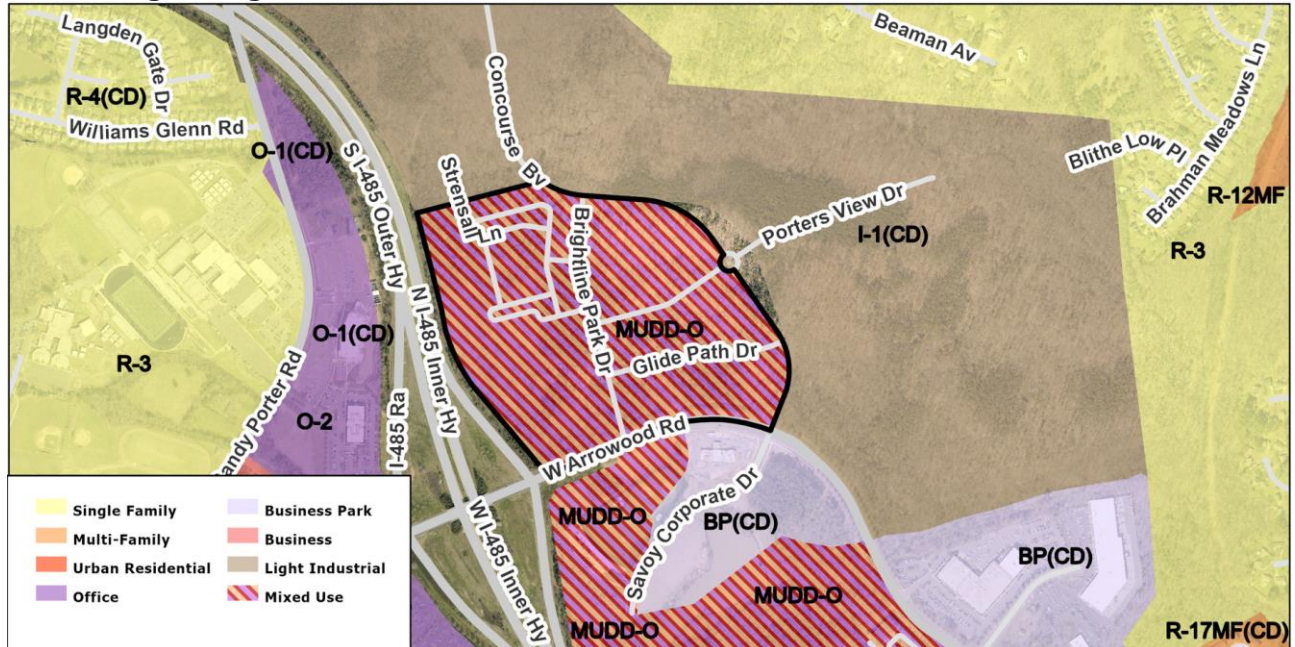 Langden Gate Dr
R-4(CD)
Williams Glenn Rd
O-1(CD)
S I-485 Outer Hy
Concourse Bv
Beaman Av
Brahman Meadows Ln
Blithe Low Pl
R-12MF
R-3
Strensall Ln
Brightline Park Dr
Porters View Dr
I-1(CD)
N I-485 Inner Hy
O-1(CD)
MUDD-O
Glide Path Dr
R-3
andy Porter Rd
O-2
I-485 Ra
W Arrowood Rd
W I-485 Inner Hy
MUDD-O
Savoy Corporate Dr
BP(CD)
BP(CD)
MUDD-O
MUDD-O
R-17MF(CD)
Single Family
Multi-Family
Urban Residential
Office
Business Park
Business
Light Industrial
Mixed Use